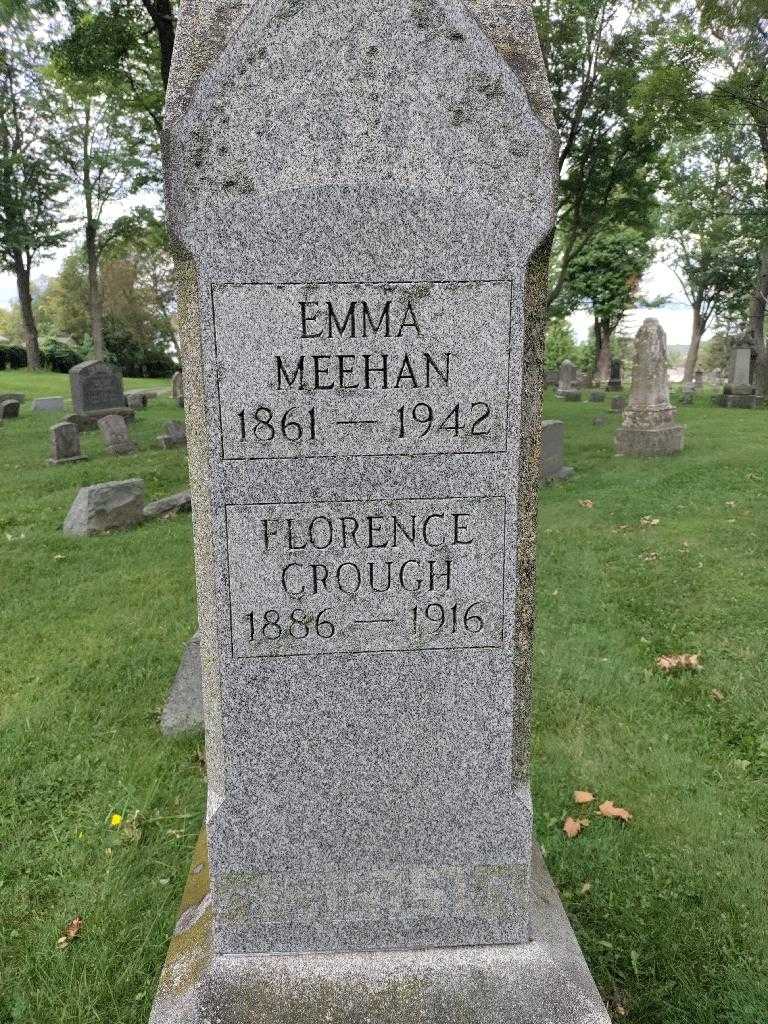 EMMA
MEEHAN
1861 — 1942
FLORENCE
CROUGH
1886 — 1916